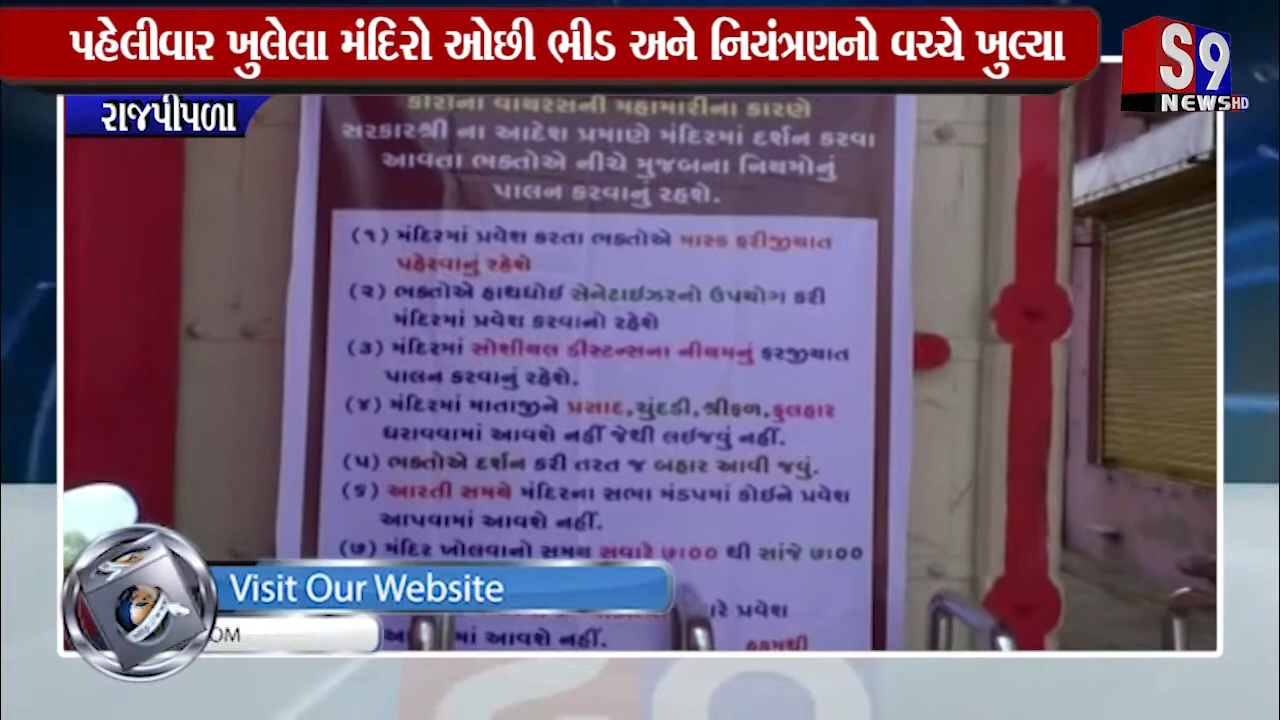 પહેલીવાર ખુલેલા મંદિરો ઓછી ભીડ અને નિયંત્રણનો વચ્ચે ખુલ્યા
S9
NEWS HD
રાજપીપળા
કોરોના વાયરસની મહામારીના કારણે
સરકારશ્રી ના આદેશ પ્રમાણે મંદિરમાં દર્શન કરવા
આવતા ભક્તોએ નીચે મુજબના નિયમોનું
પાલન કરવાનું રહશે.
(૧) મંદિરમાં પ્રવેશ કરતા ભક્તોએ માસ્ક ફરીજીયાત
પહેરવાનું રહેશે
(૨) ભક્તોએ હાથધોઈ સેનેટાઈઝરનો ઉપયોગ કરી
મંદિરમાં પ્રવેશ કરવાનો રહેશે
(૩) મંદિરમાં સોશીયલ ડીસ્ટન્સના નીયમનું ફરજીયાત
પાલન કરવાનું રહેશે.
(૪) મંદિરમાં માતાજીને પ્રસાદ,ચુંદડી,શ્રીફળ,ફુલહાર
ધરાવવામાં આવશે નહીં જેથી લઈજવું નહીં.
(૫) ભક્તોએ દર્શન કરી તરત જ બહાર આવી જવું.
(૬) આરતી સમયે મંદિરના સભા મંડપમાં કોઈને પ્રવેશ
આપવામાં આવશે નહીં.
(૭) મંદિર ખોલવાનો સમય સવારે ૭:૦૦ થી સાંજે ૭:૦૦
Visit Our Website
પ્રવેશ
OM
માં આવશે નહીં.
હુકમથી